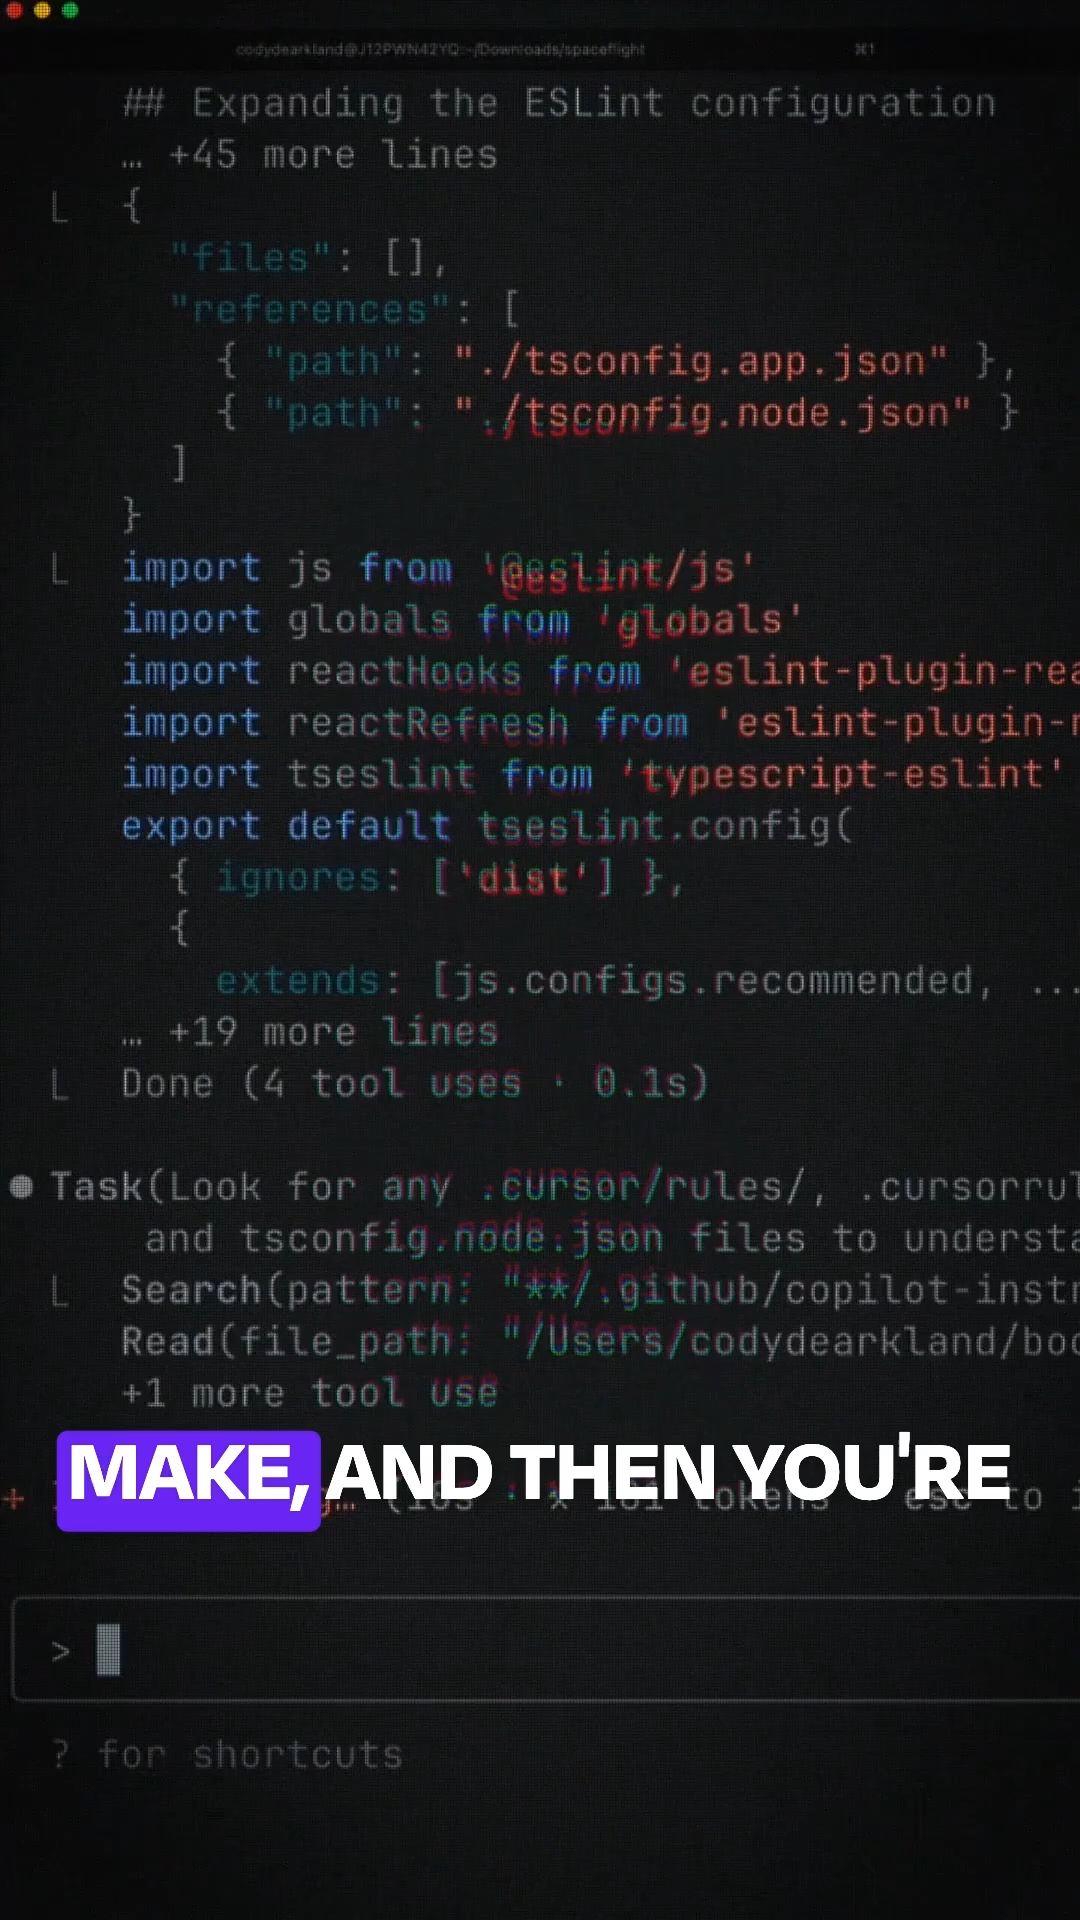 codydearkland@J12PWN42YQ:~/Downloads/spaceflight ⌘1
## Expanding the ESLint configuration
… +45 more lines
{
"files": [],
"references": [
{ "path": "./tsconfig.app.json" },
{ "path": "./tsconfig.node.json" }
]
}
import js from '@eslint/js'
import globals from 'globals'
import reactHooks from 'eslint-plugin-rea
import reactRefresh from 'eslint-plugin-r
import tseslint from 'typescript-eslint'
export default tseslint.config(
{ ignores: ['dist'] },
{
extends: [js.configs.recommended, ...
… +19 more lines
Done (4 tool uses · 0.1s)
Task(Look for any .cursor/rules/, .cursorrul
and tsconfig.node.json files to understa
Search(pattern: "**/.github/copilot-instr
Read(file_path: "/Users/codydearkland/boo
+1 more tool use
MAKE, AND THEN YOU'RE
tokens
to
>
? for shortcuts